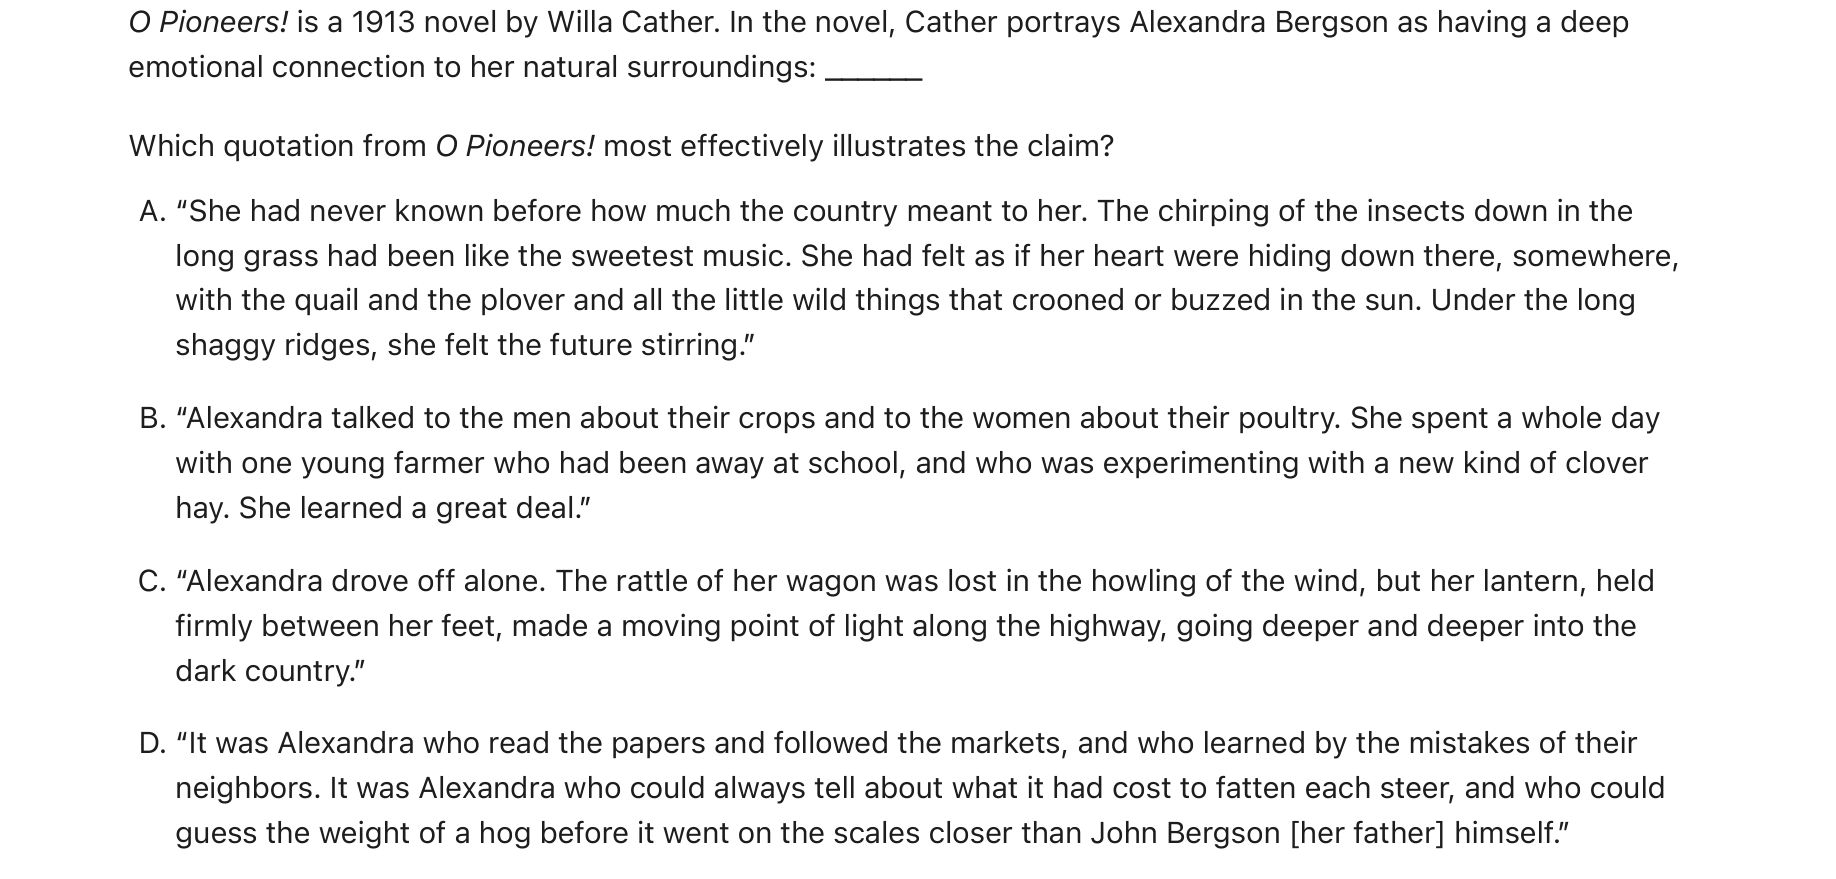 O Pioneers! is a 1913 novel by Willa Cather. In the novel, Cather portrays Alexandra Bergson as having a deep
emotional connection to her natural surroundings: ______
Which quotation from O Pioneers! most effectively illustrates the claim?
A. “She had never known before how much the country meant to her. The chirping of the insects down in the
long grass had been like the sweetest music. She had felt as if her heart were hiding down there, somewhere,
with the quail and the plover and all the little wild things that crooned or buzzed in the sun. Under the long
shaggy ridges, she felt the future stirring.”
B. “Alexandra talked to the men about their crops and to the women about their poultry. She spent a whole day
with one young farmer who had been away at school, and who was experimenting with a new kind of clover
hay. She learned a great deal.”
C. “Alexandra drove off alone. The rattle of her wagon was lost in the howling of the wind, but her lantern, held
firmly between her feet, made a moving point of light along the highway, going deeper and deeper into the
dark country.”
D. “It was Alexandra who read the papers and followed the markets, and who learned by the mistakes of their
neighbors. It was Alexandra who could always tell about what it had cost to fatten each steer, and who could
guess the weight of a hog before it went on the scales closer than John Bergson [her father] himself.”